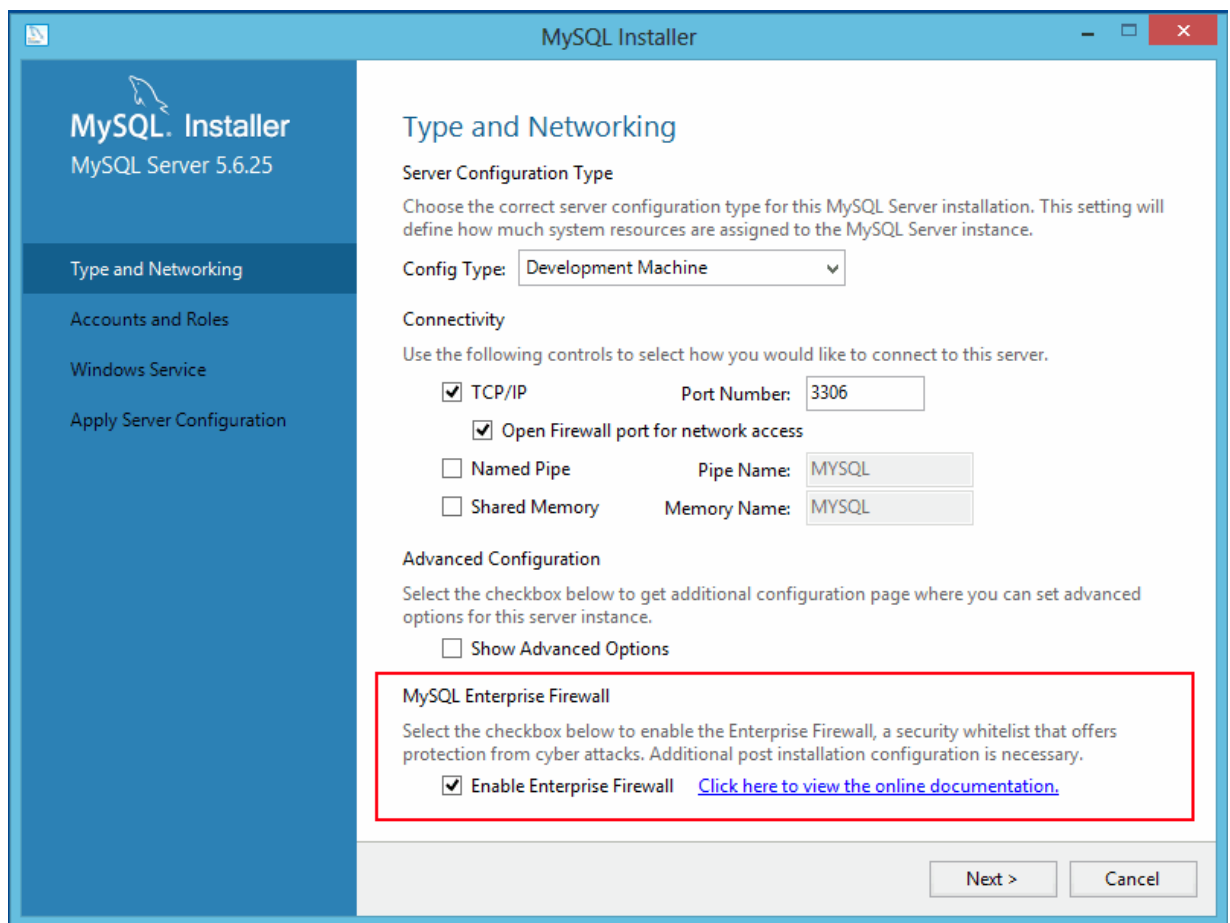 MySQL Installer
MySQL. Installer
MySQL Server 5.6.25
Type and Networking
Accounts and Roles
Windows Service
Apply Server Configuration
Type and Networking
Server Configuration Type
Choose the correct server configuration type for this MySQL Server installation. This setting will
define how much system resources are assigned to the MySQL Server instance.
Config Type: Development Machine
Connectivity
Use the following controls to select how you would like to connect to this server.
TCP/IP Port Number: 3306
Open Firewall port for network access
Named Pipe Pipe Name: MYSQL
Shared Memory Memory Name: MYSQL
Advanced Configuration
Select the checkbox below to get additional configuration page where you can set advanced
options for this server instance.
Show Advanced Options
MySQL Enterprise Firewall
Select the checkbox below to enable the Enterprise Firewall, a security whitelist that offers
protection from cyber attacks. Additional post installation configuration is necessary.
Enable Enterprise Firewall Click here to view the online documentation.
Next > Cancel